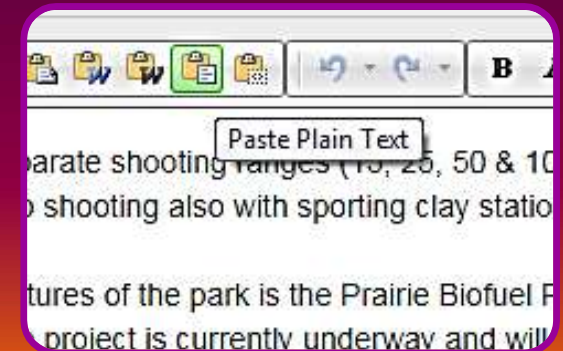 B
Paste Plain Text
parate shooting ranges (15, 25, 50 & 10
o shooting also with sporting clay statio
tures of the park is the Prairie Biofuel P
project is currently underway and will